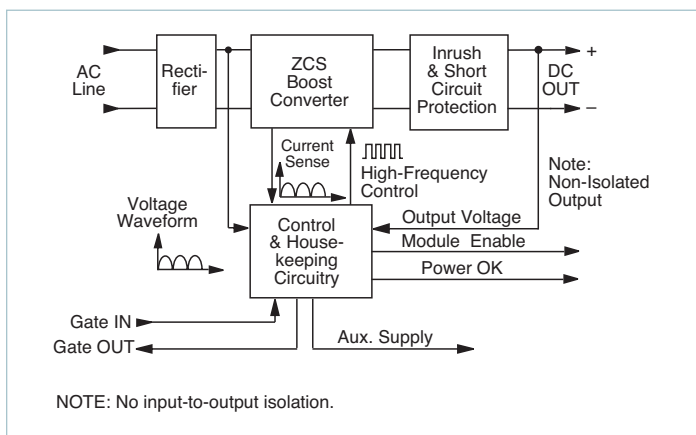 AC
Line
Recti-
fier
ZCS
Boost
Converter
Inrush
& Short
Circuit
Protection
+
DC
OUT
–
Current
Sense
High-Frequency
Control
Note:
Non-Isolated
Output
Voltage
Waveform
Control
& House-
keeping
Circuitry
Output Voltage
Module Enable
Power OK
Gate IN
Gate OUT
Aux. Supply
NOTE: No input-to-output isolation.